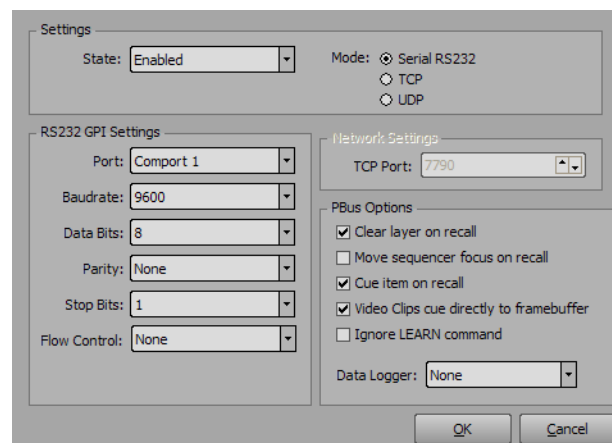 Settings
State: Enabled
Mode: Serial RS232
TCP
UDP
RS232 GPI Settings
Port: Comport 1
Baudrate: 9600
Data Bits: 8
Parity: None
Stop Bits: 1
Flow Control: None
Network Settings
TCP Port: 7790
PBus Options
Clear layer on recall
Move sequencer focus on recall
Cue item on recall
Video Clips cue directly to framebuffer
Ignore LEARN command
Data Logger: None
OK Cancel